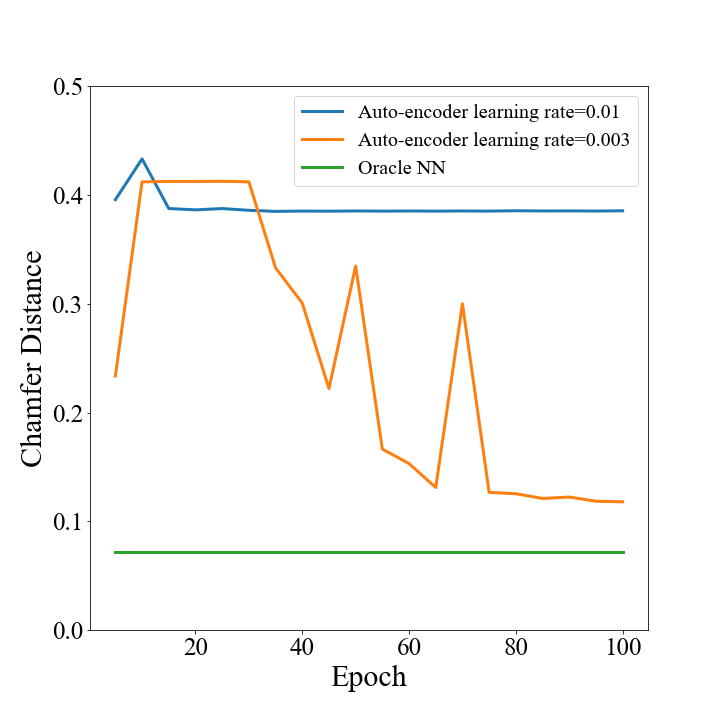 0.5
0.4
0.3
0.2
0.1
0.0
Chamfer Distance
Auto-encoder learning rate=0.01
Auto-encoder learning rate=0.003
Oracle NN
20 40 60 80 100
Epoch